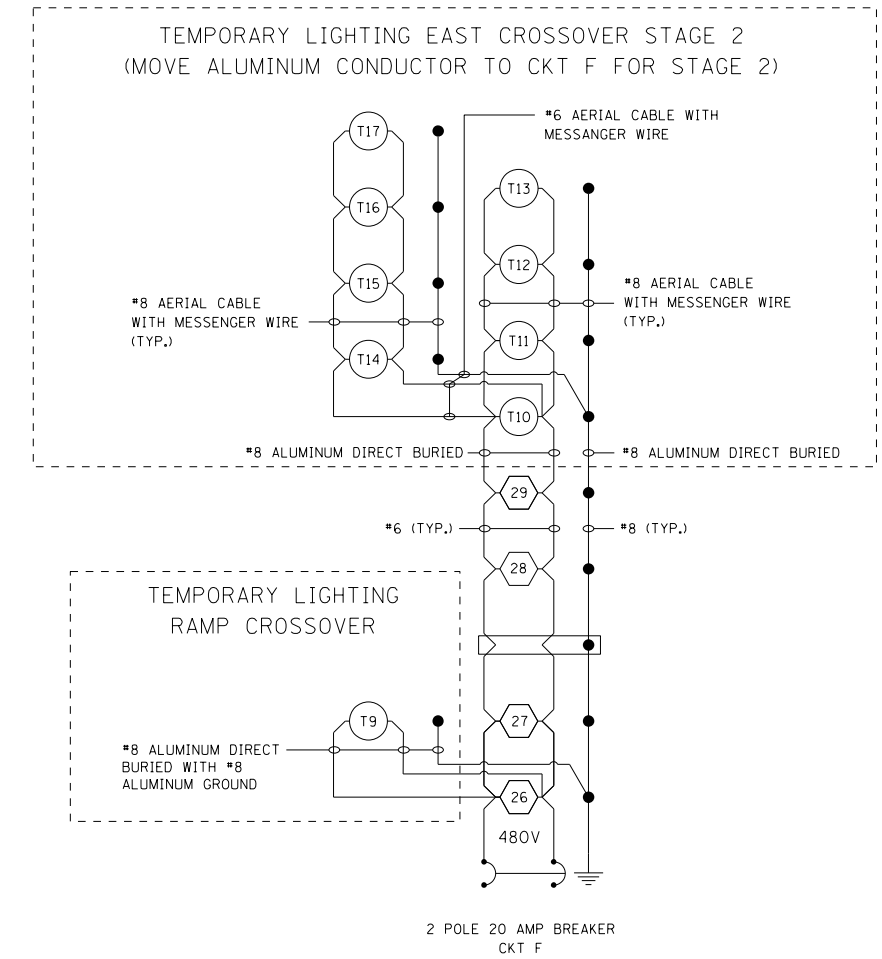 TEMPORARY LIGHTING EAST CROSSOVER STAGE 2
(MOVE ALUMINUM CONDUCTOR TO CKT F FOR STAGE 2)
#6 AERIAL CABLE WITH
MESSANGER WIRE
T17
T13
T16
T12
#8 AERIAL CABLE
WITH MESSENGER WIRE
(TYP.)
T15
#8 AERIAL CABLE
WITH MESSENGER WIRE
(TYP.)
T11
T14
T10
#8 ALUMINUM DIRECT BURIED
#8 ALUMINUM DIRECT BURIED
29
#6 (TYP.)
#8 (TYP.)
28
TEMPORARY LIGHTING
RAMP CROSSOVER
T9
27
#8 ALUMINUM DIRECT
BURIED WITH #8
ALUMINUM GROUND
26
480V
2 POLE 20 AMP BREAKER
CKT F